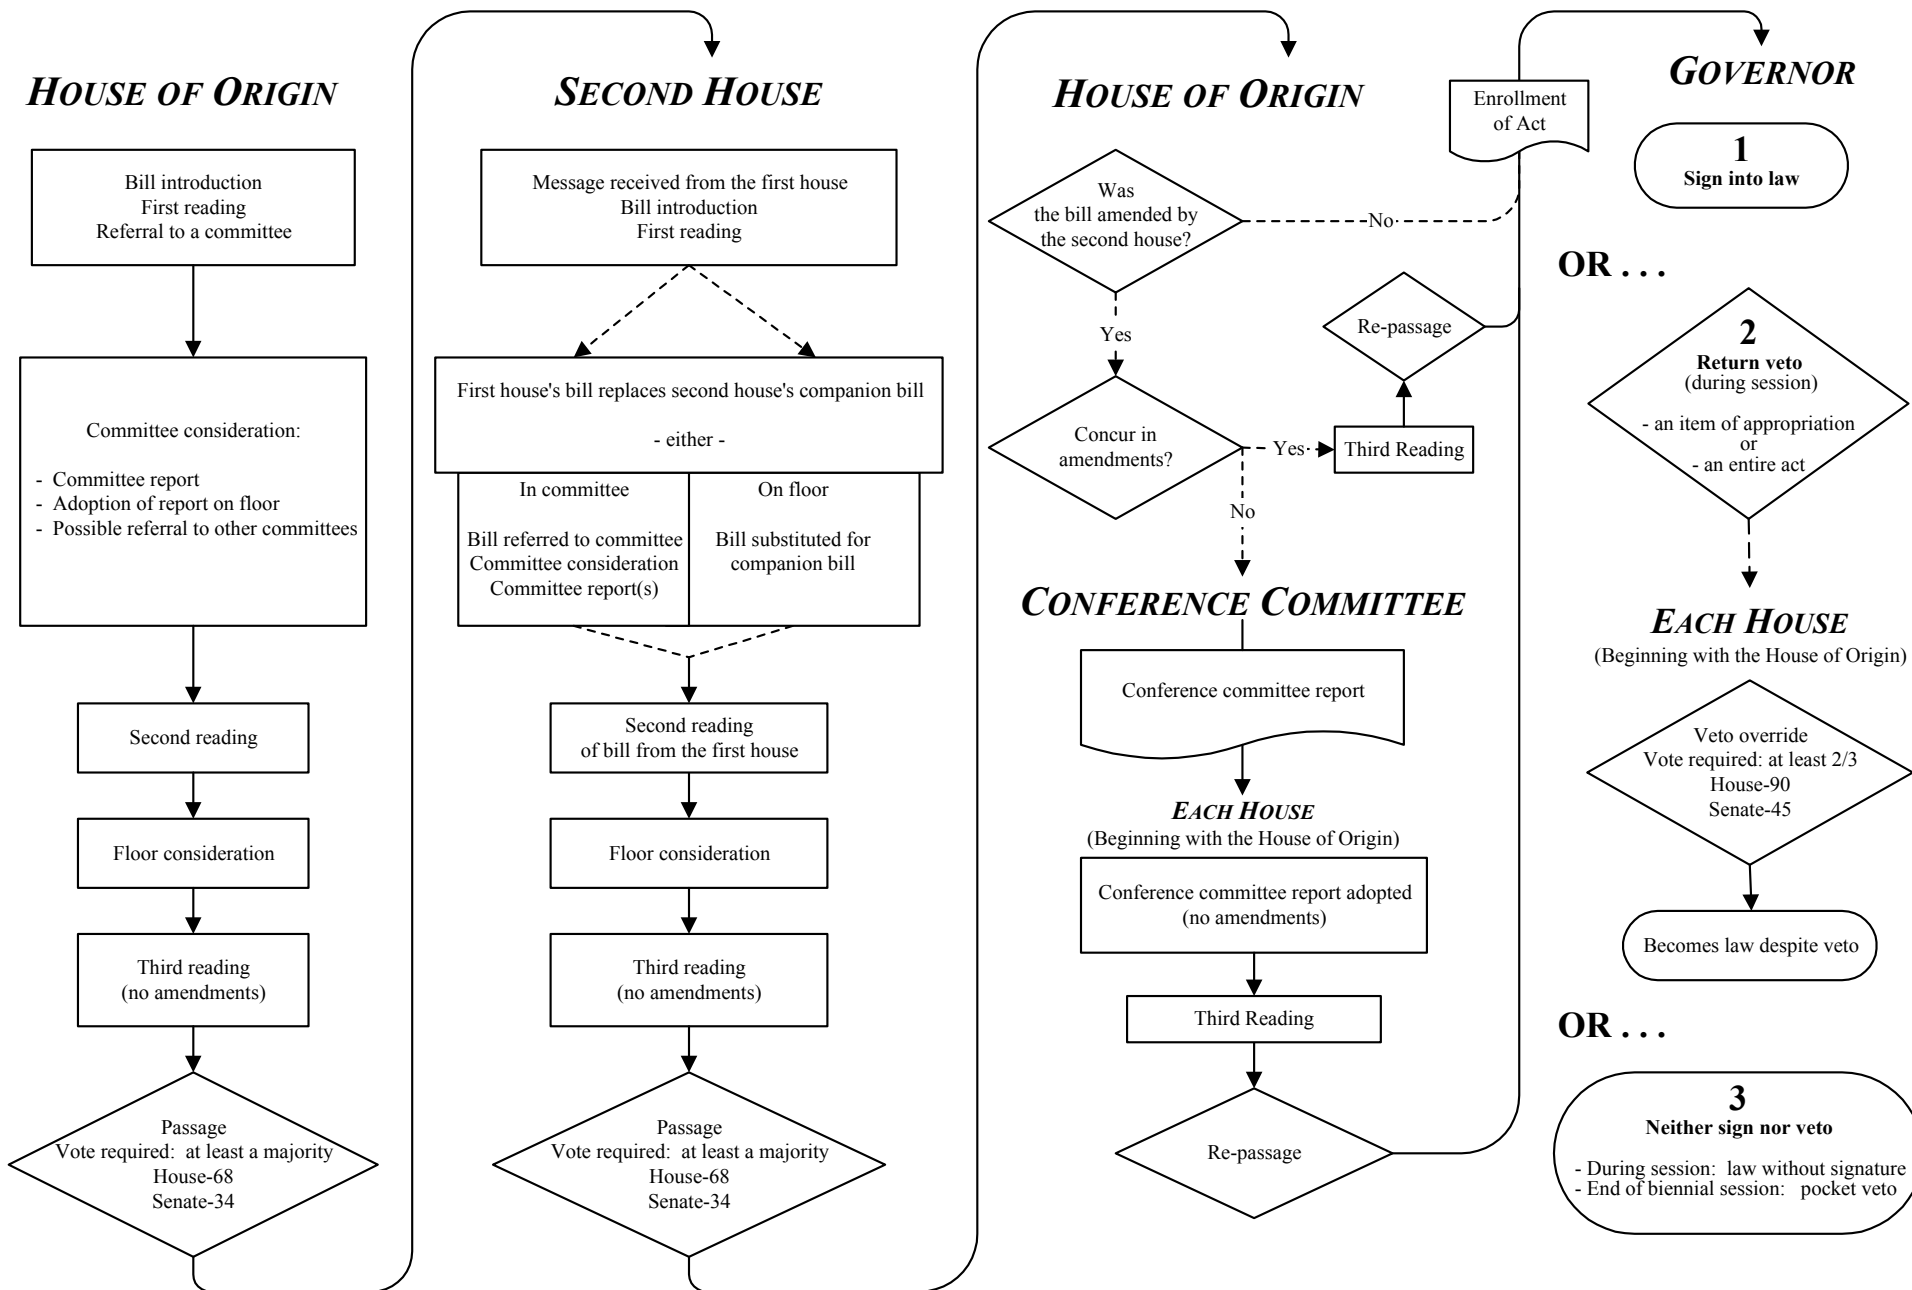 HOUSE OF ORIGIN
Bill introduction
First reading
Referral to a committee
Committee consideration:
- Committee report
- Adoption of report on floor
- Possible referral to other committees
Second reading
Floor consideration
Third reading
(no amendments)
Passage
Vote required: at least a majority
House-68
Senate-34
SECOND HOUSE
Message received from the first house
Bill introduction
First reading
First house's bill replaces second house's companion bill
- either -
In committee
Bill referred to committee
Committee consideration
Committee report(s)
On floor
Bill substituted for
companion bill
Second reading
of bill from the first house
Floor consideration
Third reading
(no amendments)
Passage
Vote required: at least a majority
House-68
Senate-34
HOUSE OF ORIGIN
Was
the bill amended by
the second house?
No
Yes
Concur in
amendments?
Yes
Third Reading
Re-passage
No
Enrollment
of Act
CONFERENCE COMMITTEE
Conference committee report
EACH HOUSE
(Beginning with the House of Origin)
Conference committee report adopted
(no amendments)
Third Reading
Re-passage
GOVERNOR
1
Sign into law
OR . . .
2
Return veto
(during session)
- an item of appropriation
or
- an entire act
EACH HOUSE
(Beginning with the House of Origin)
Veto override
Vote required: at least 2/3
House-90
Senate-45
Becomes law despite veto
OR . . .
3
Neither sign nor veto
- During session: law without signature
- End of biennial session: pocket veto